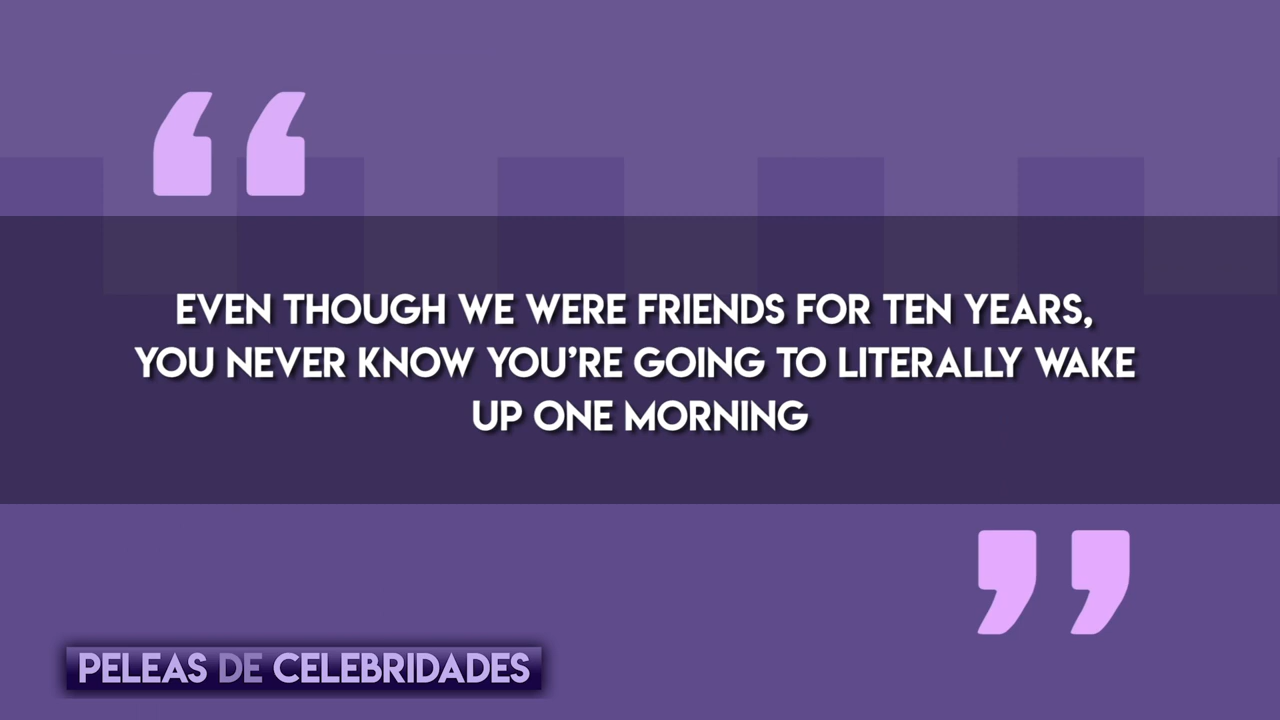 EVEN THOUGH WE WERE FRIENDS FOR TEN YEARS,
YOU NEVER KNOW YOU’RE GOING TO LITERALLY WAKE
UP ONE MORNING
PELEAS DE CELEBRIDADES